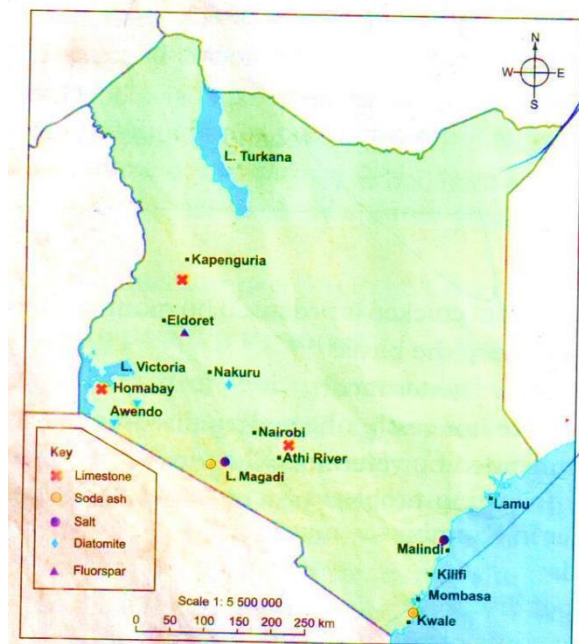 N
W E
S
L. Turkana
Kapenguria
Eldoret
L. Victoria
Nakuru
Homabay
Awendo
Nairobi
Athi River
L. Magadi
Lamu
Malindi
Kilifi
Mombasa
Kwale
Key
Limestone
Soda ash
Salt
Diatomite
Fluorspar
Scale 1: 5 500 000
0 50 100 150 200 250 km